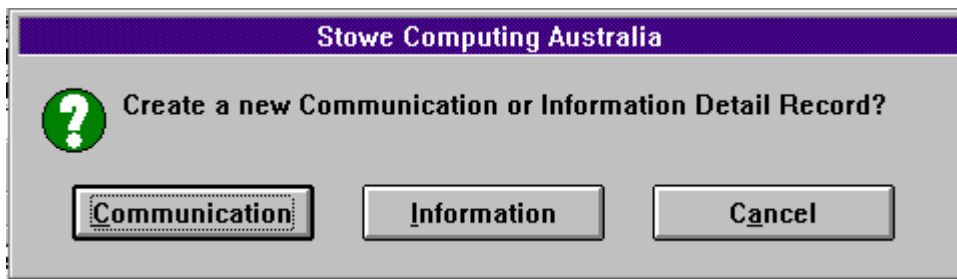 Stowe Computing Australia
Create a new Communication or Information Detail Record?
Communication Information Cancel